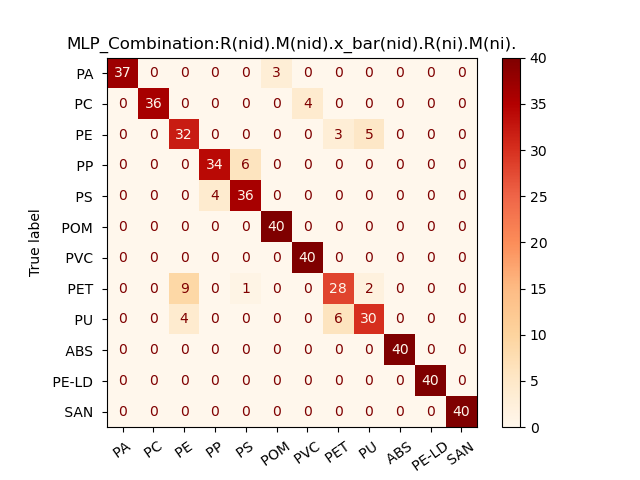 MLP_Combination:R(nid).M(nid).x_bar(nid).R(ni).M(ni).
PA 37 0 0 0 0 3 0 0 0 0 0 0
PC 0 36 0 0 0 0 4 0 0 0 0 0
PE 0 0 32 0 0 0 0 3 5 0 0 0
PP 0 0 0 34 6 0 0 0 0 0 0 0
PS 0 0 0 4 36 0 0 0 0 0 0 0
POM 0 0 0 0 0 40 0 0 0 0 0 0
PVC 0 0 0 0 0 0 40 0 0 0 0 0
PET 0 0 9 0 1 0 0 28 2 0 0 0
PU 0 0 4 0 0 0 0 6 30 0 0 0
ABS 0 0 0 0 0 0 0 0 0 40 0 0
PE-LD 0 0 0 0 0 0 0 0 0 0 40 0
SAN 0 0 0 0 0 0 0 0 0 0 0 40
PA PC PE PP PS POM PVC PET PU ABS PE-LD SAN
True label
40
35
30
25
20
15
10
5
0